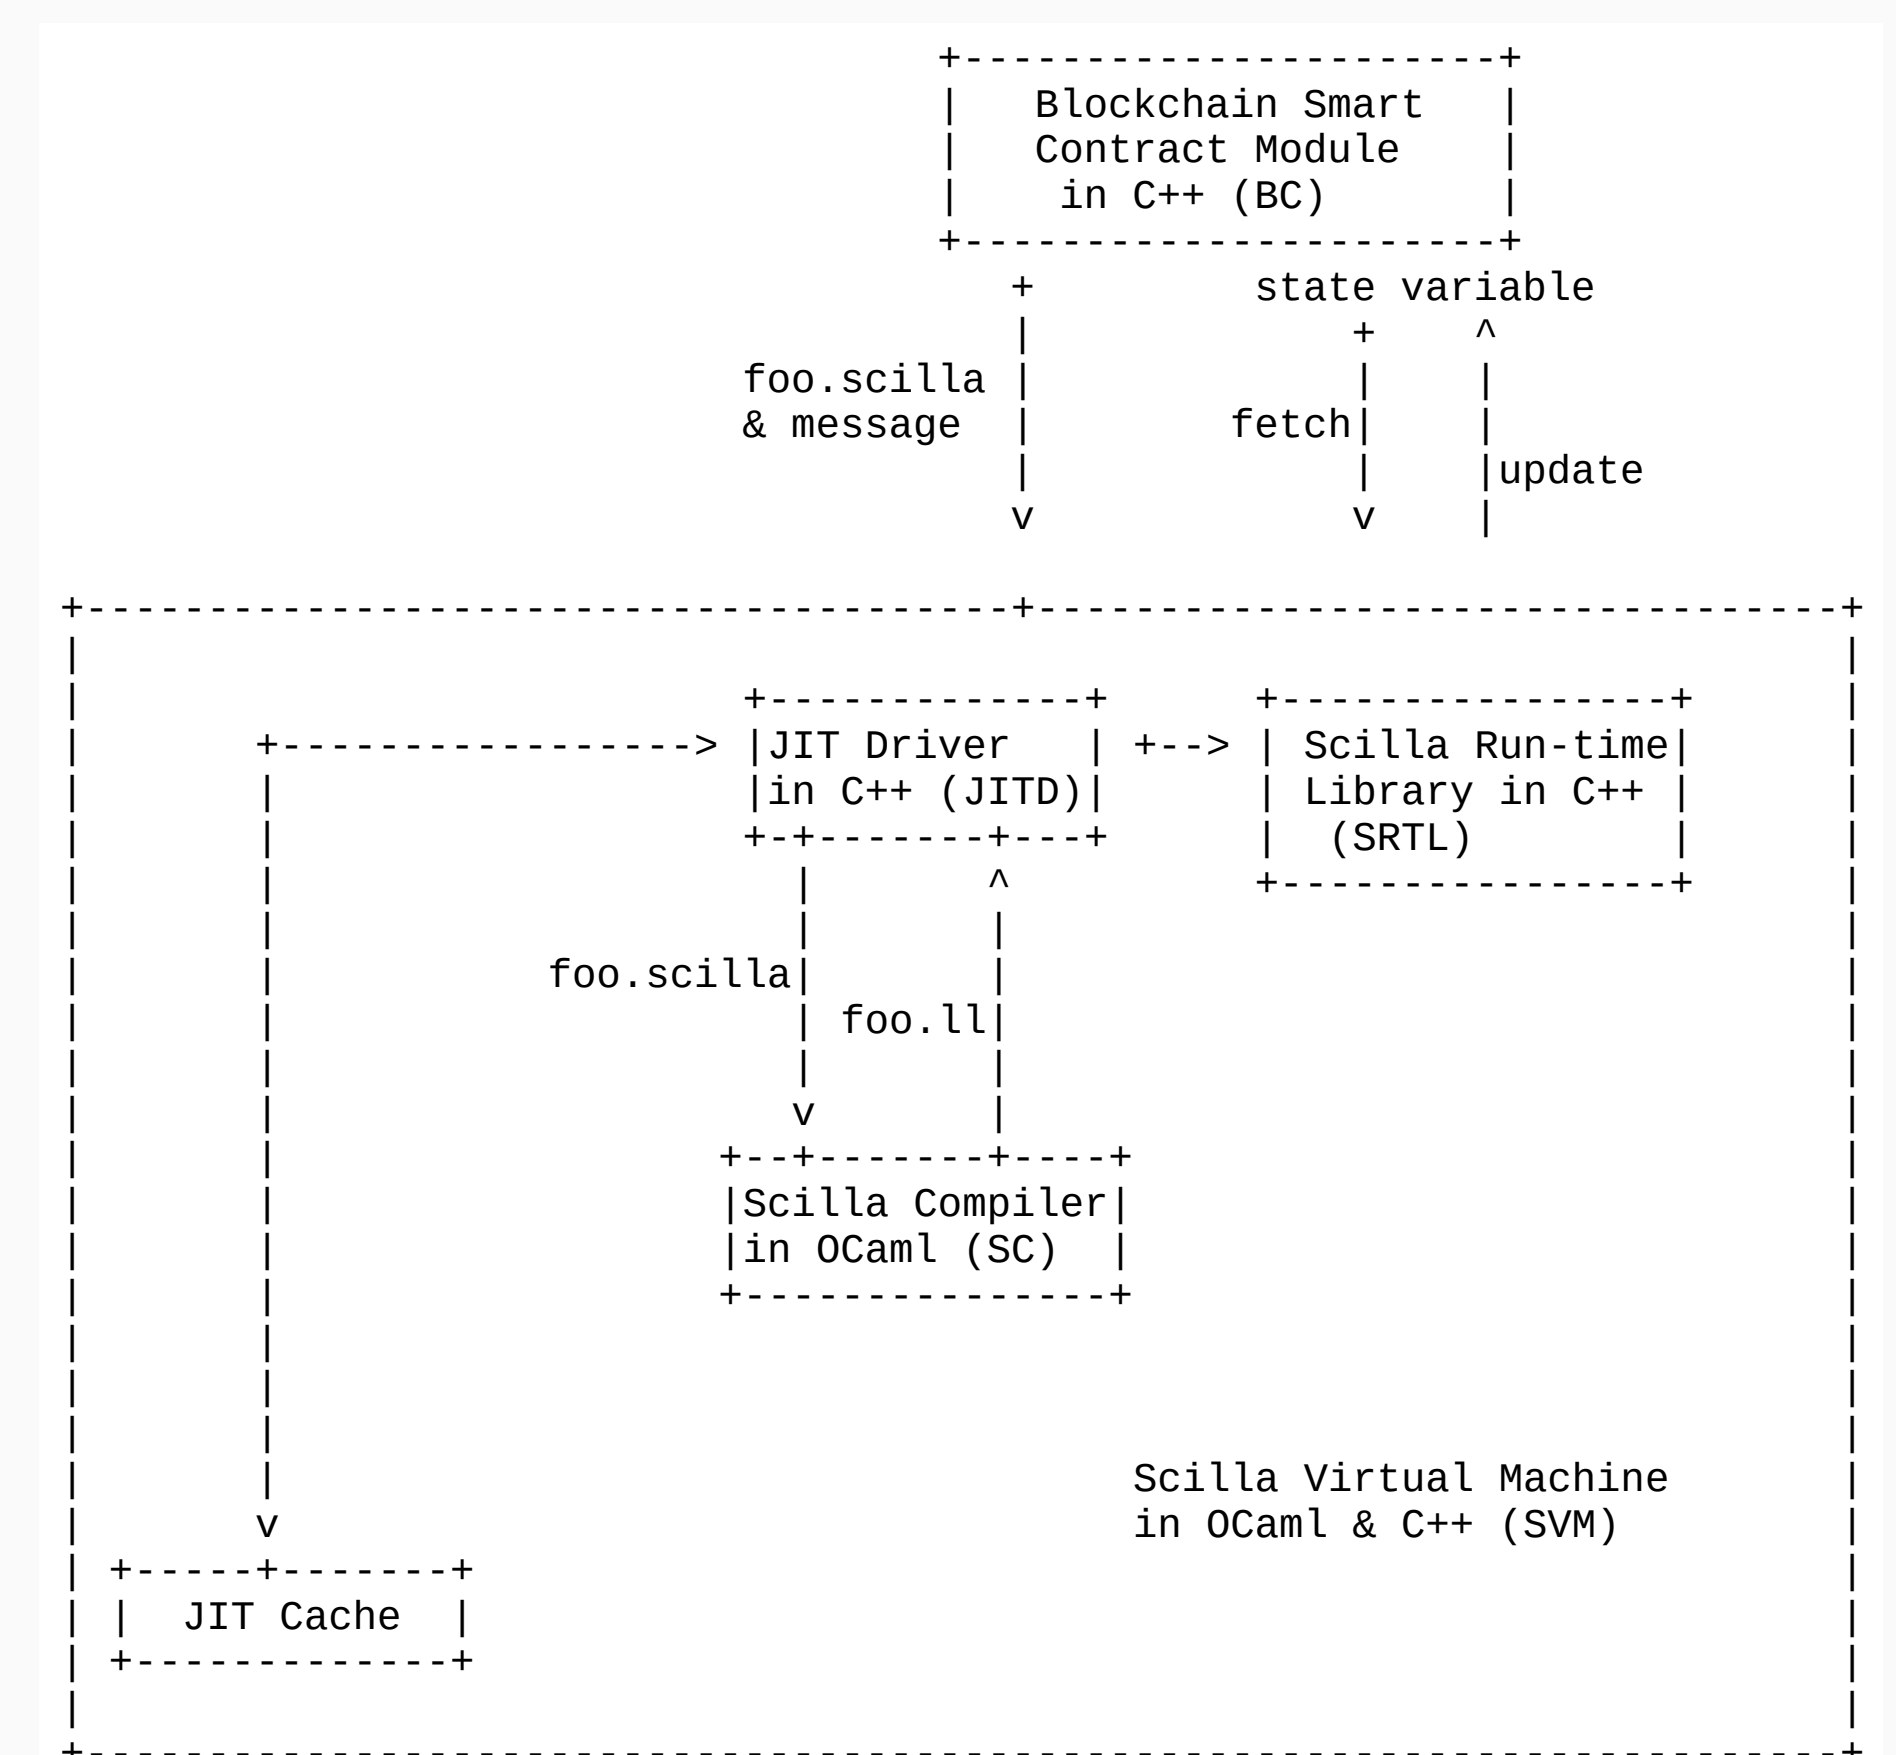 +----------------------+
|   Blockchain Smart   |
|   Contract Module    |
|    in C++ (BC)       |
+----------------------+
+         state variable
|             +    ^
foo.scilla |             |    |
& message  |        fetch|    |
|             |    |update
v             v    |
+--------------------------------------+---------------------------------+
|                                                                         |
|                           +-------------+      +----------------+      |
|       +-----------------> |JIT Driver   | +--> | Scilla Run-time|      |
|       |                   |in C++ (JITD)|      | Library in C++ |      |
|       |                   +-+-------+---+      |  (SRTL)        |      |
|       |                     |       ^          +----------------+      |
|       |                     |       |                                  |
|       |           foo.scilla|       |                                  |
|       |                     | foo.ll|                                  |
|       |                     |       |                                  |
|       |                     v       |                                  |
|       |                  +--+-------+----+                             |
|       |                  |Scilla Compiler|                             |
|       |                  |in OCaml (SC)  |                             |
|       |                  +---------------+                             |
|       |                                                                |
|       |                                                                |
|       |                                                                |
|       |                                   Scilla Virtual Machine       |
|       v                                   in OCaml & C++ (SVM)         |
| +-----+-------+                                                        |
| |  JIT Cache  |                                                        |
| +-------------+                                                        |
|                                                                        |
+------------------------------------------------------------------------+